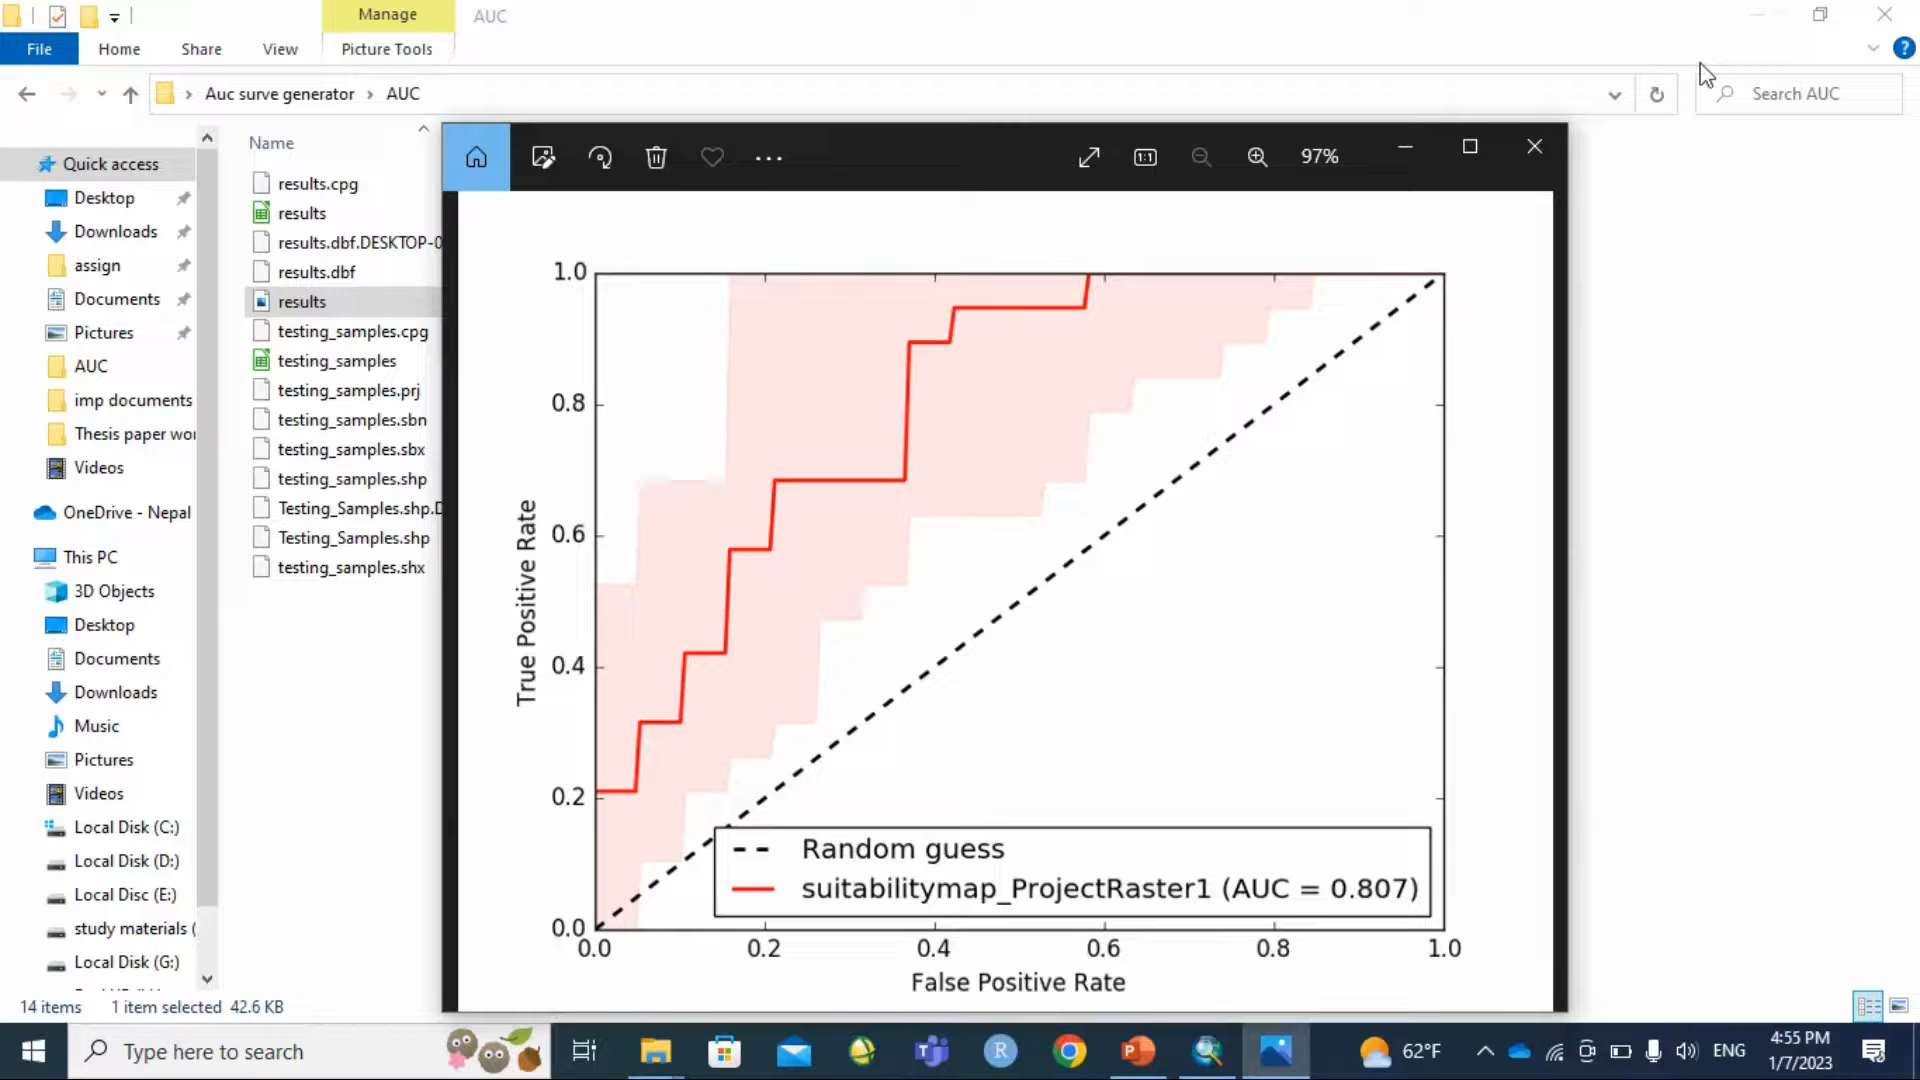 Manage
AUC
File
Home
Share
View
Picture Tools
Auc surve generator
AUC
Search AUC
Name
97%
Quick access
Desktop
Downloads
assign
Documents
Pictures
AUC
imp documents
Thesis paper wor
Videos
OneDrive - Nepal
This PC
3D Objects
Desktop
Documents
Downloads
Music
Pictures
Videos
Local Disk (C:)
Local Disk (D:)
Local Disc (E:)
study materials (
Local Disk (G:)
results.cpg
results
results.dbf.DESKTOP-0
results.dbf
results
testing_samples.cpg
testing_samples
testing_samples.prj
testing_samples.sbn
testing_samples.sbx
testing_samples.shp
Testing_Samples.shp.D
Testing_Samples.shp
testing_samples.shx
1.0
0.8
0.6
0.4
0.2
0.0
True Positive Rate
Random guess
suitabilitymap_ProjectRaster1 (AUC = 0.807)
0.0 0.2 0.4 0.6 0.8 1.0
False Positive Rate
14 items
1 item selected 42.6 KB
Type here to search
62°F
ENG
4:55 PM
1/7/2023